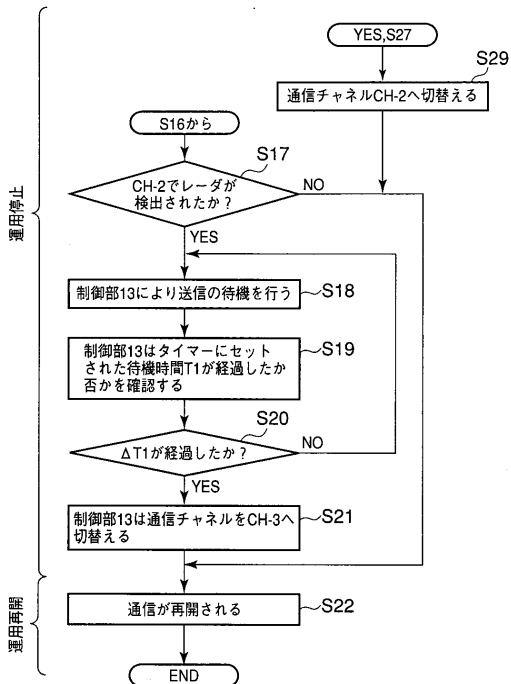 YES,S27
S29
通信チャネルCH-2へ切替える
S16から
S17
CH-2でレーダが
検出されたか?
NO
YES
運用停止
制御部13により送信の待機を行う
S18
制御部13はタイマーにセット
された待機時間T1が経過したか
否かを確認する
S19
S20
ΔT1が経過したか?
NO
YES
制御部13は通信チャネルをCH-3へ
切替える
S21
運用再開
通信が再開される
S22
END